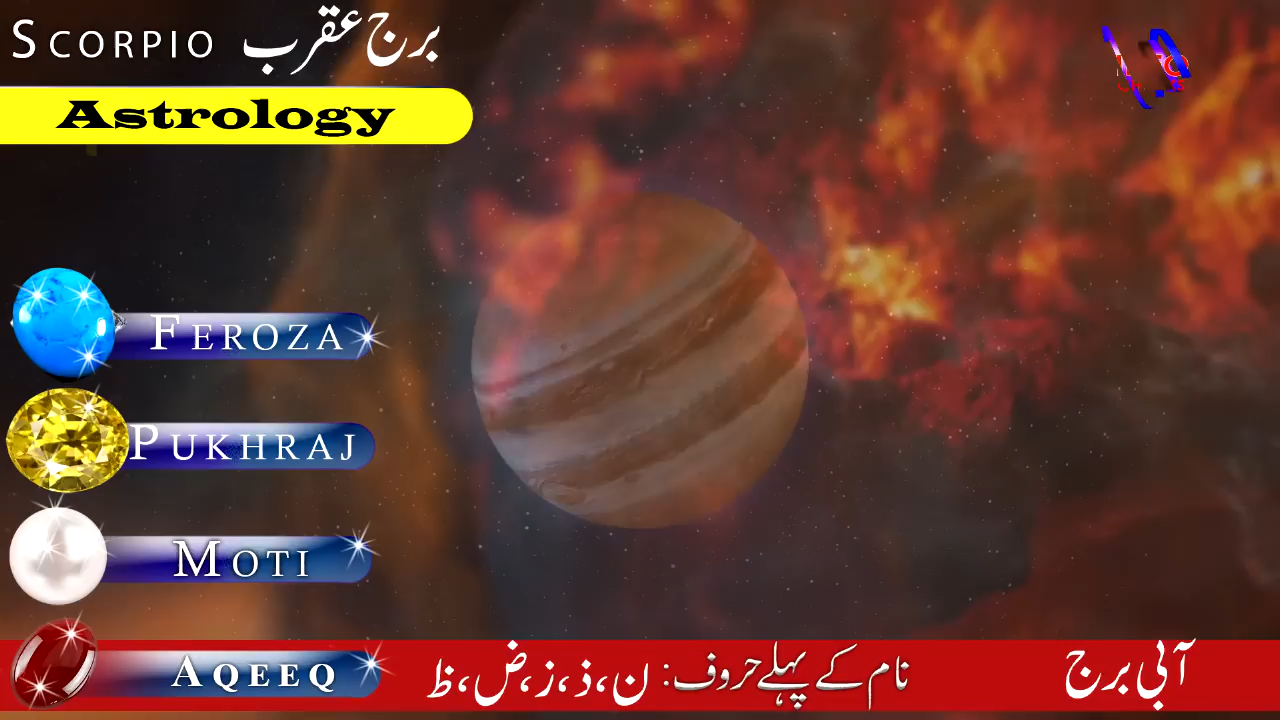 Scorpio برج عقرب
Astrology
Feroza
Pukhraj
Moti
Aqeeq
نام کے پہلے حروف: ن، ذ، ز، ض، ظ
آبی برج